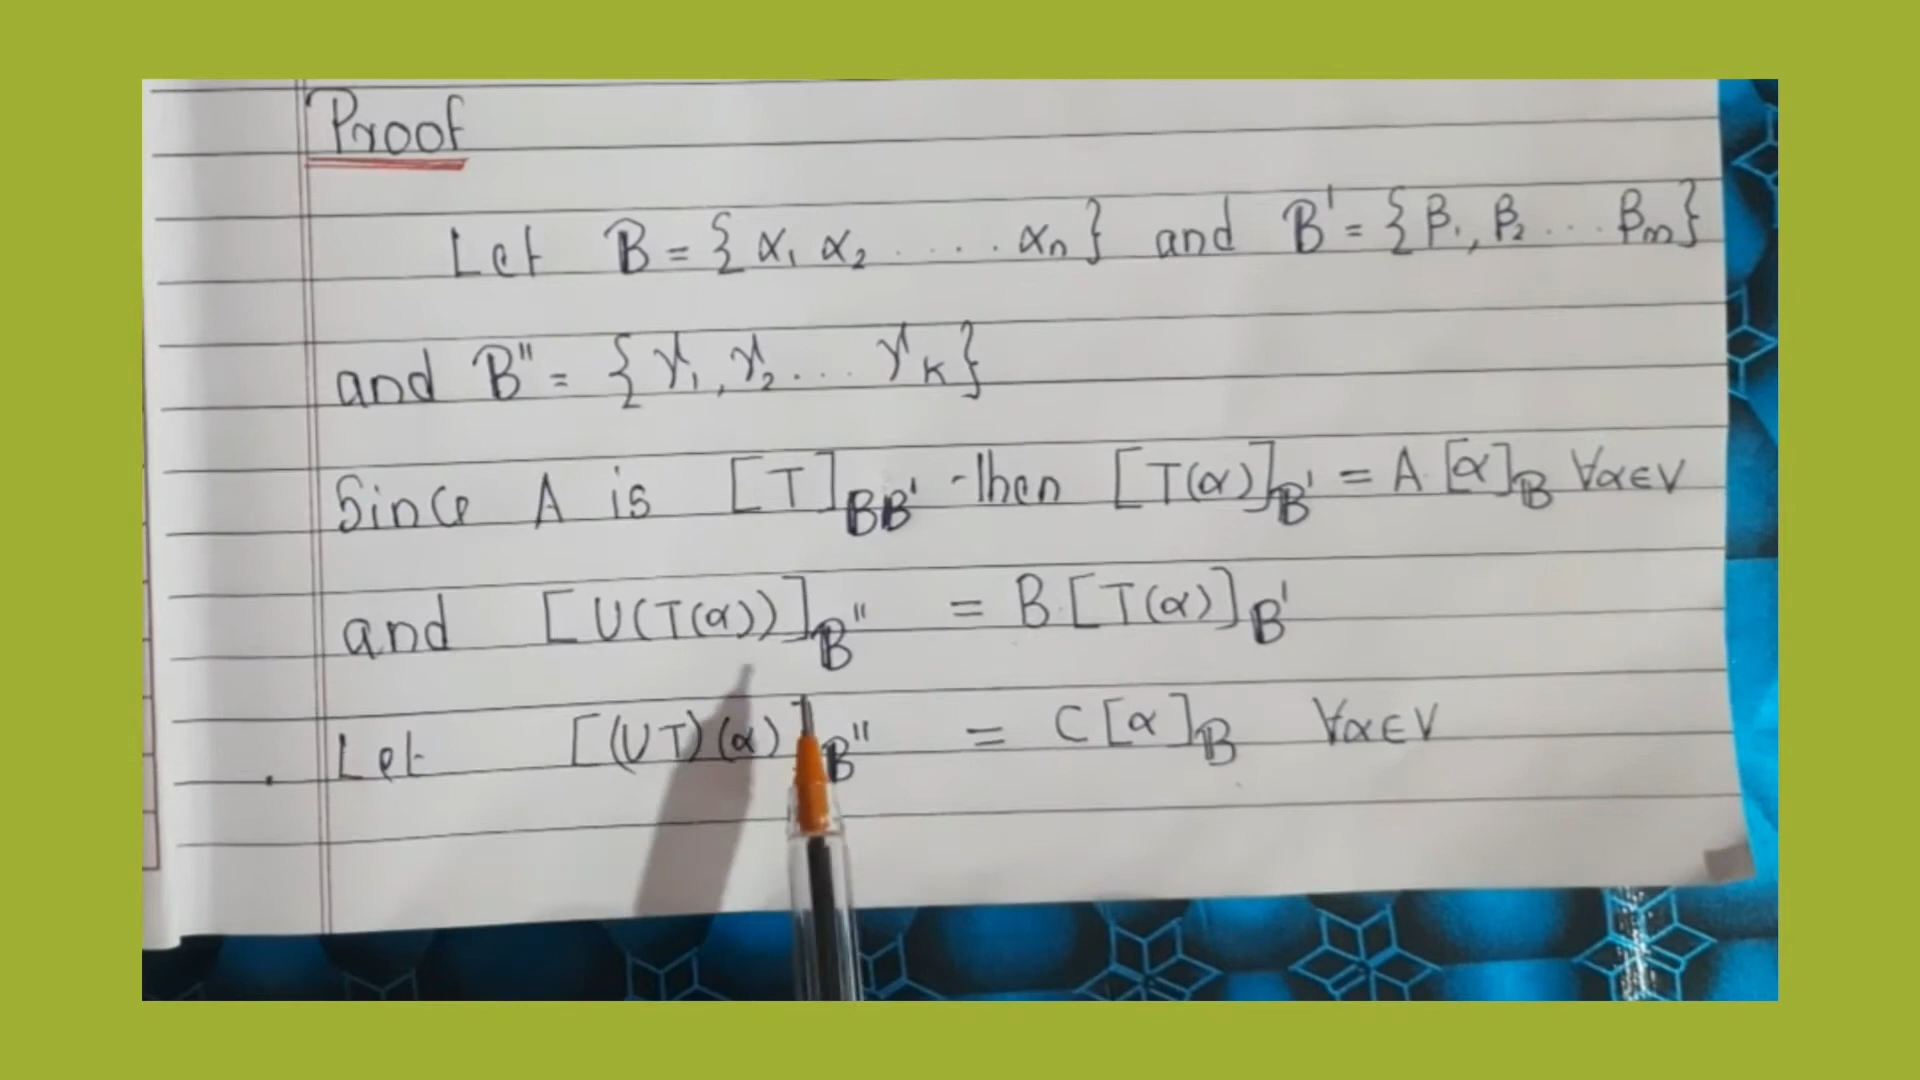 Proof
Let B = {α₁ α₂ .... αₙ} and B' = {β₁, β₂ ... βₘ}
and B'' = {γ₁, γ₂ ... γₖ}
Since A is [T]BB' then [T(α)]B' = A [α]B ∀α∈V
and [U(T(α))]B'' = B [T(α)]B'
. Let [(UT)(α)]B'' = C [α]B ∀α∈V